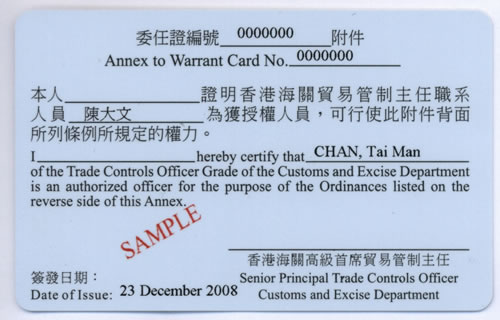 委任證編號 0000000 附件
Annex to Warrant Card No. 0000000
本人 證明香港海關貿易管制主任職系
人員 陳大文 為獲授權人員，可行使此附件背面
所列條例所規定的權力。
I hereby certify that CHAN, Tai Man
of the Trade Controls Officer Grade of the Customs and Excise Department
is an authorized officer for the purpose of the Ordinances listed on the
reverse side of this Annex.
SAMPLE
香港海關高級首席貿易管制主任
簽發日期： Senior Principal Trade Controls Officer
Date of Issue: 23 December 2008 Customs and Excise Department